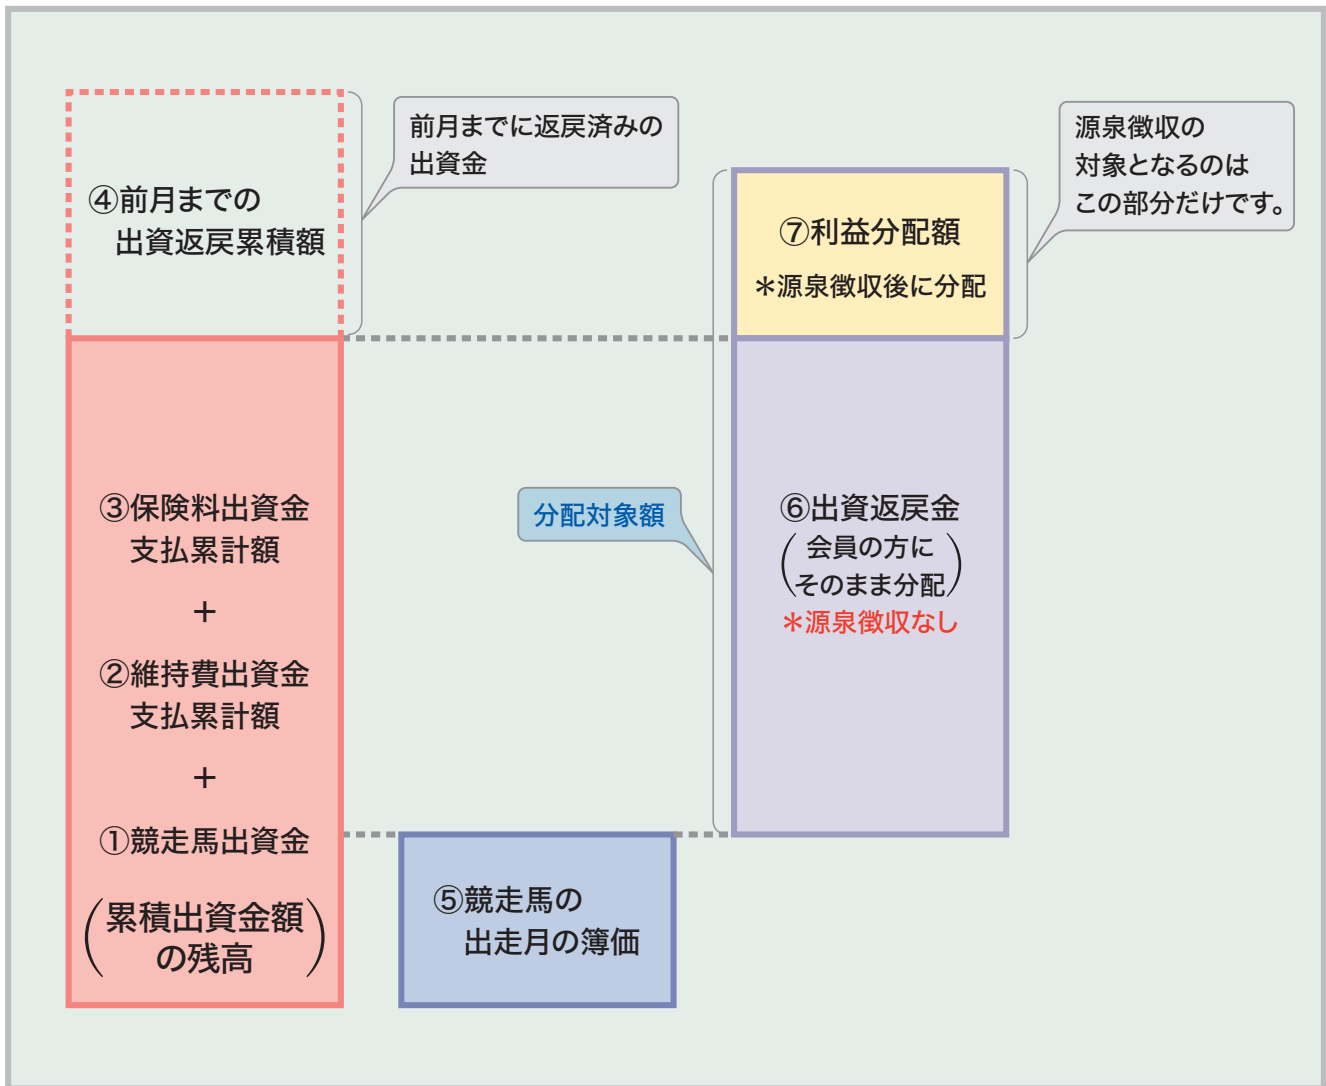 前月までに返戻済みの
出資金
④前月までの
出資返戻累積額
源泉徴収の
対象となるのは
この部分だけです。
⑦利益分配額
＊源泉徴収後に分配
③保険料出資金
支払累計額
＋
②維持費出資金
支払累計額
＋
①競走馬出資金
(累積出資金額
の残高)
分配対象額
⑥出資返戻金
(会員の方に
そのまま分配)
＊源泉徴収なし
⑤競走馬の
出走月の簿価